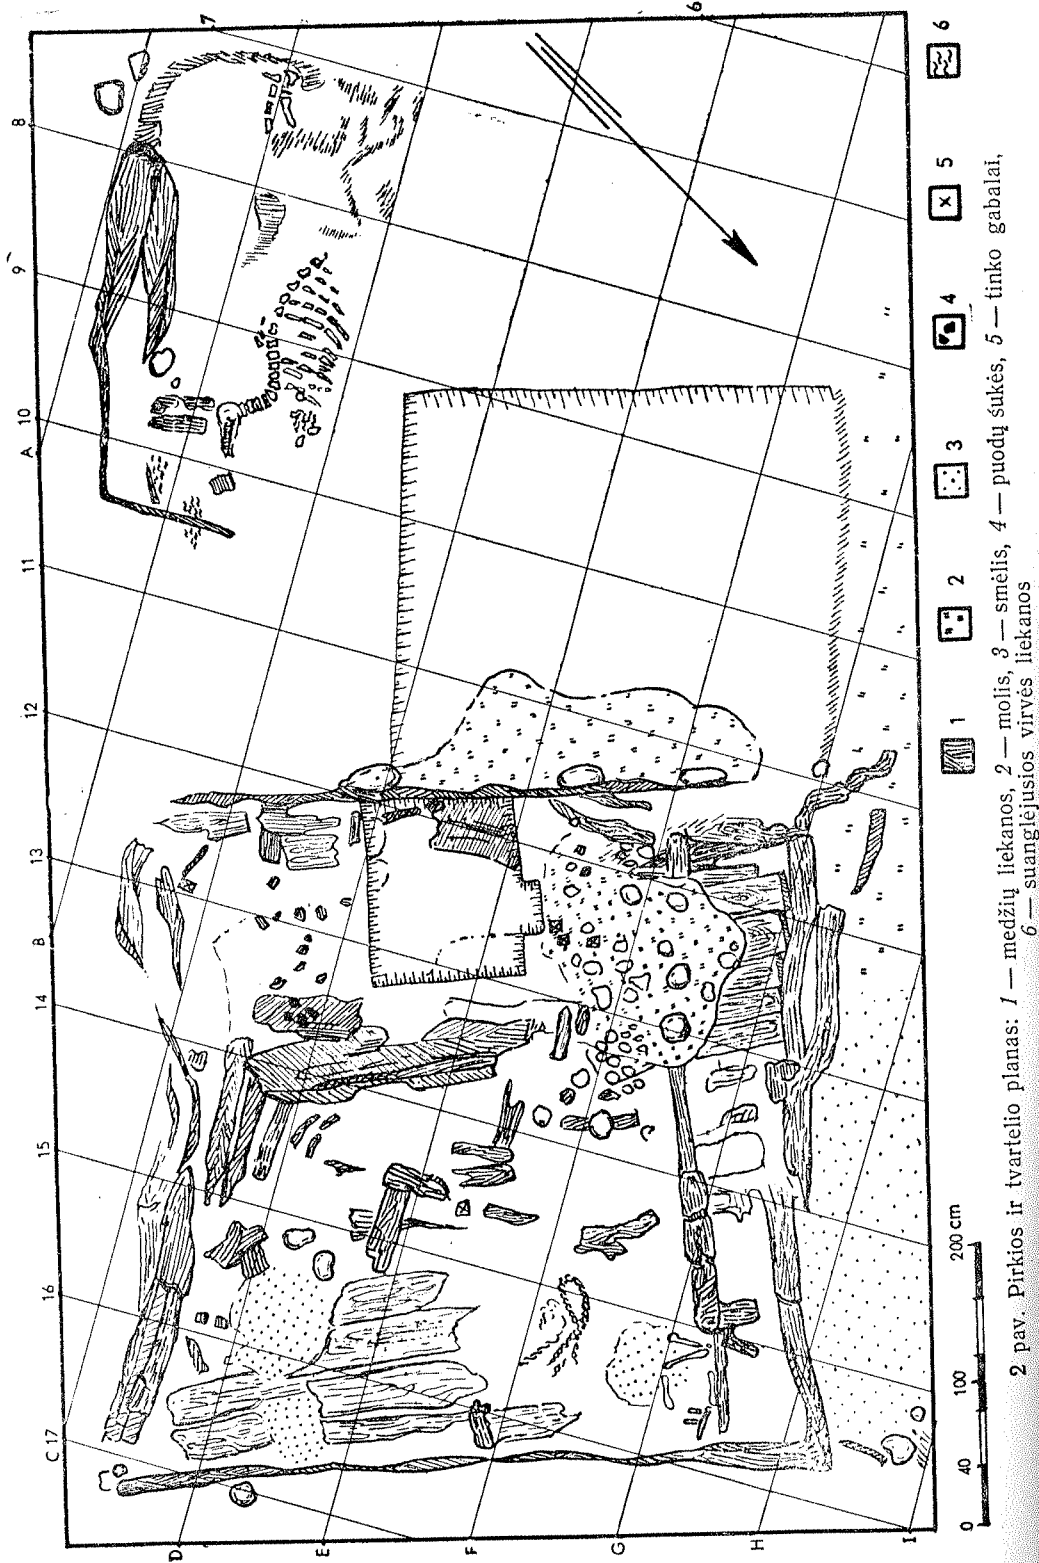 C 17
16
15
14
B
13
12
11
A
10
9
8
7
6
D
E
F
G
H
I
0
40
100
200 cm
1
2
3
4
5
6
2 pav. Pirkios ir tvartelio planas: 1 — medžių liekanos, 2 — molis, 3 — smėlis, 4 — puodų šukės, 5 — tinko gabalai,
6 — suanglėjusios virvės liekanos